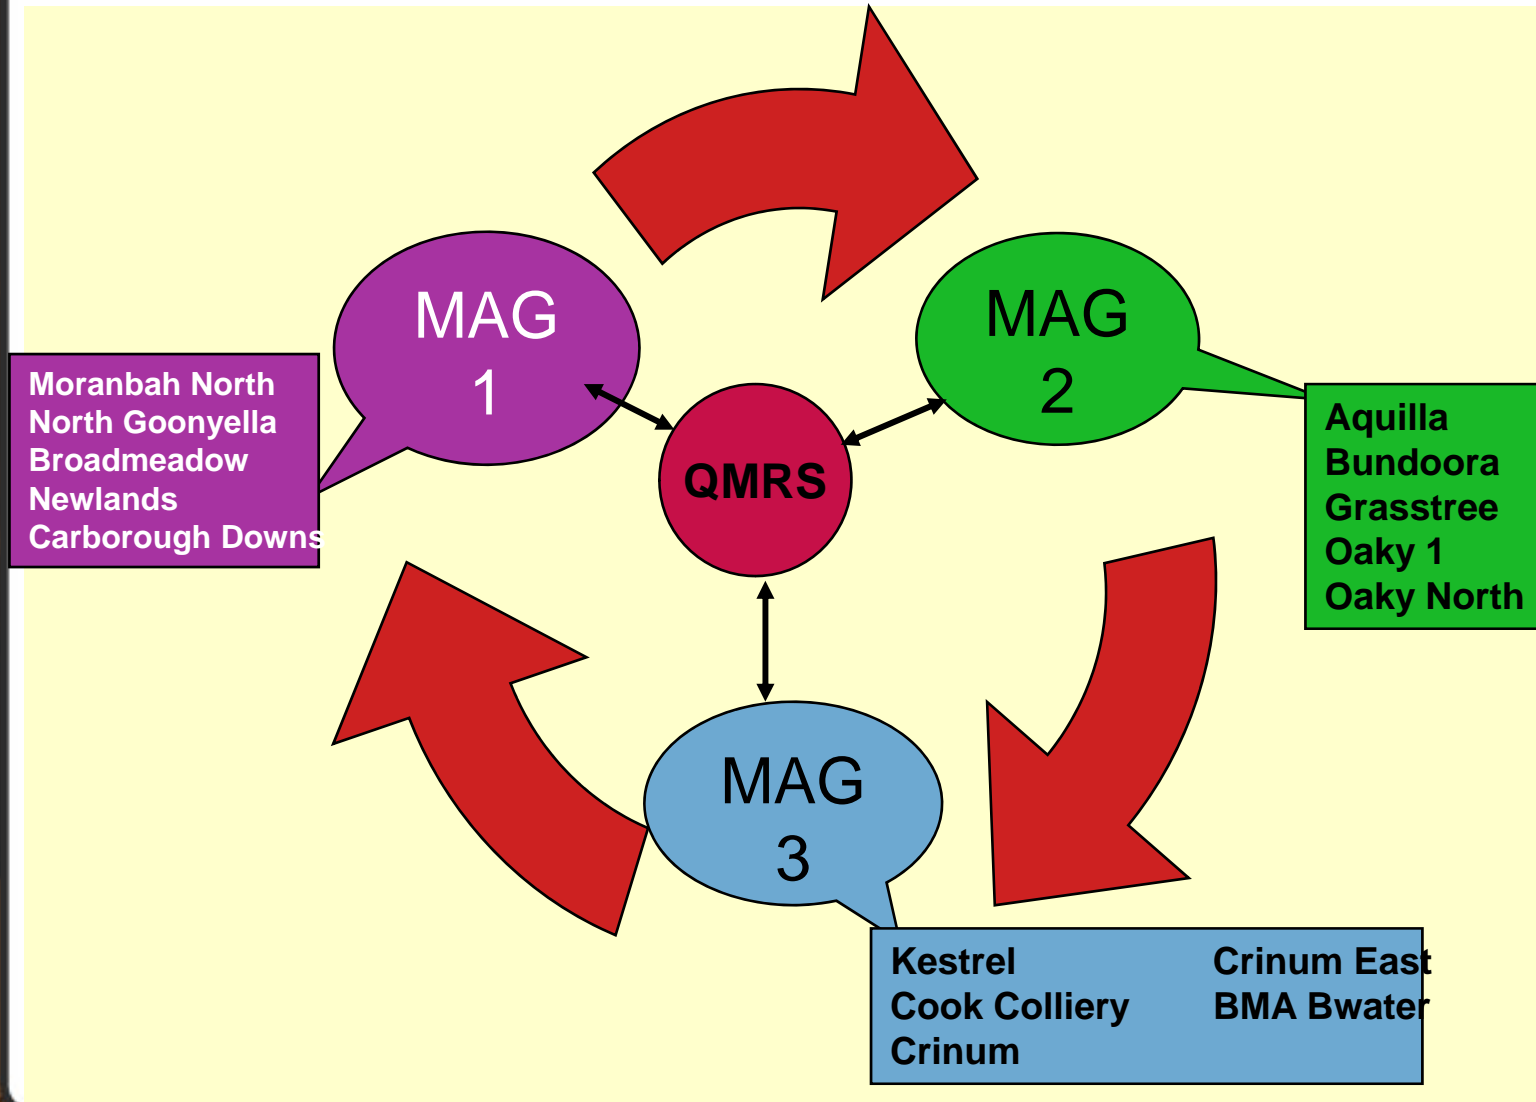 MAG
1
MAG
2
Moranbah North
North Goonyella
Broadmeadow
Newlands
Carborough Downs
QMRS
Aquilla
Bundoora
Grasstree
Oaky 1
Oaky North
MAG
3
Kestrel Crinum East
Cook Colliery BMA Bwater
Crinum